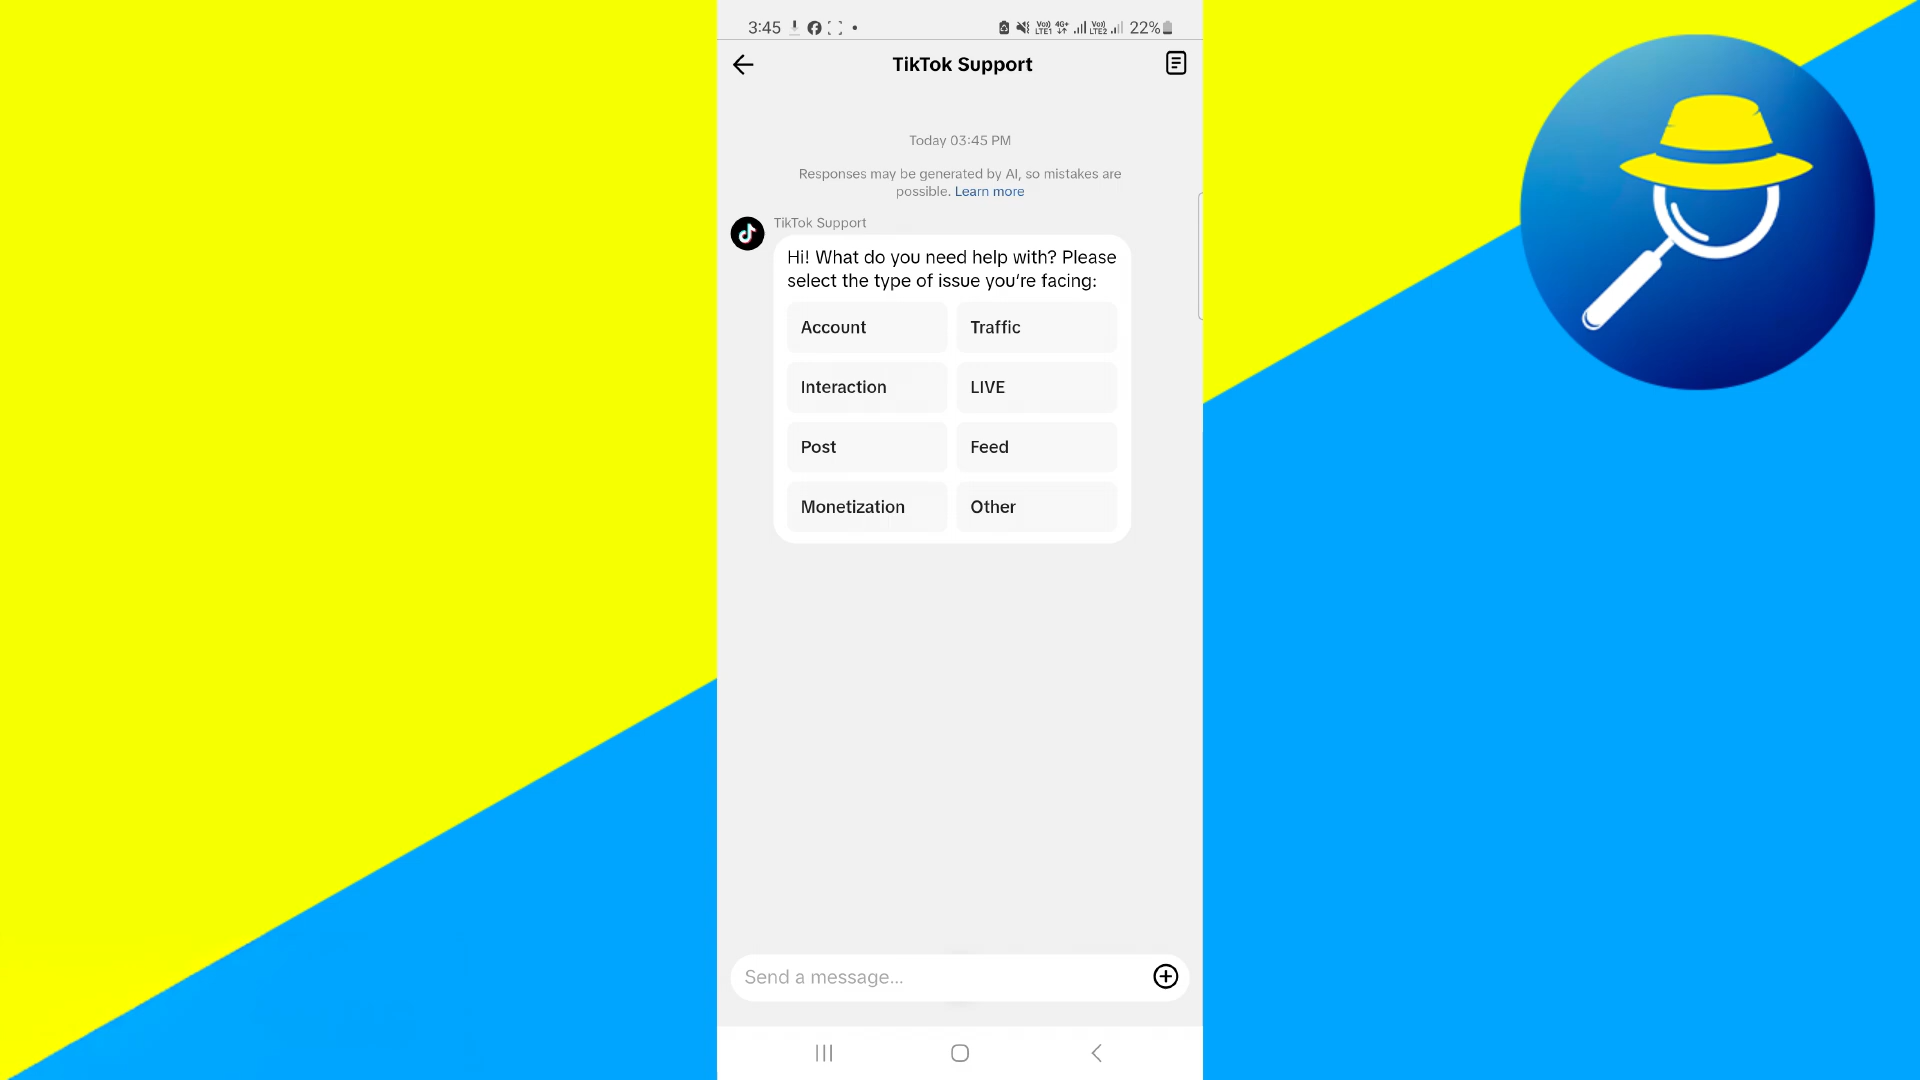 3:45 22%
TikTok Support
Today 03:45 PM
Responses may be generated by AI, so mistakes are
possible. Learn more
TikTok Support
Hi! What do you need help with? Please
select the type of issue you're facing:
Account Traffic
Interaction LIVE
Post Feed
Monetization Other
Send a message...